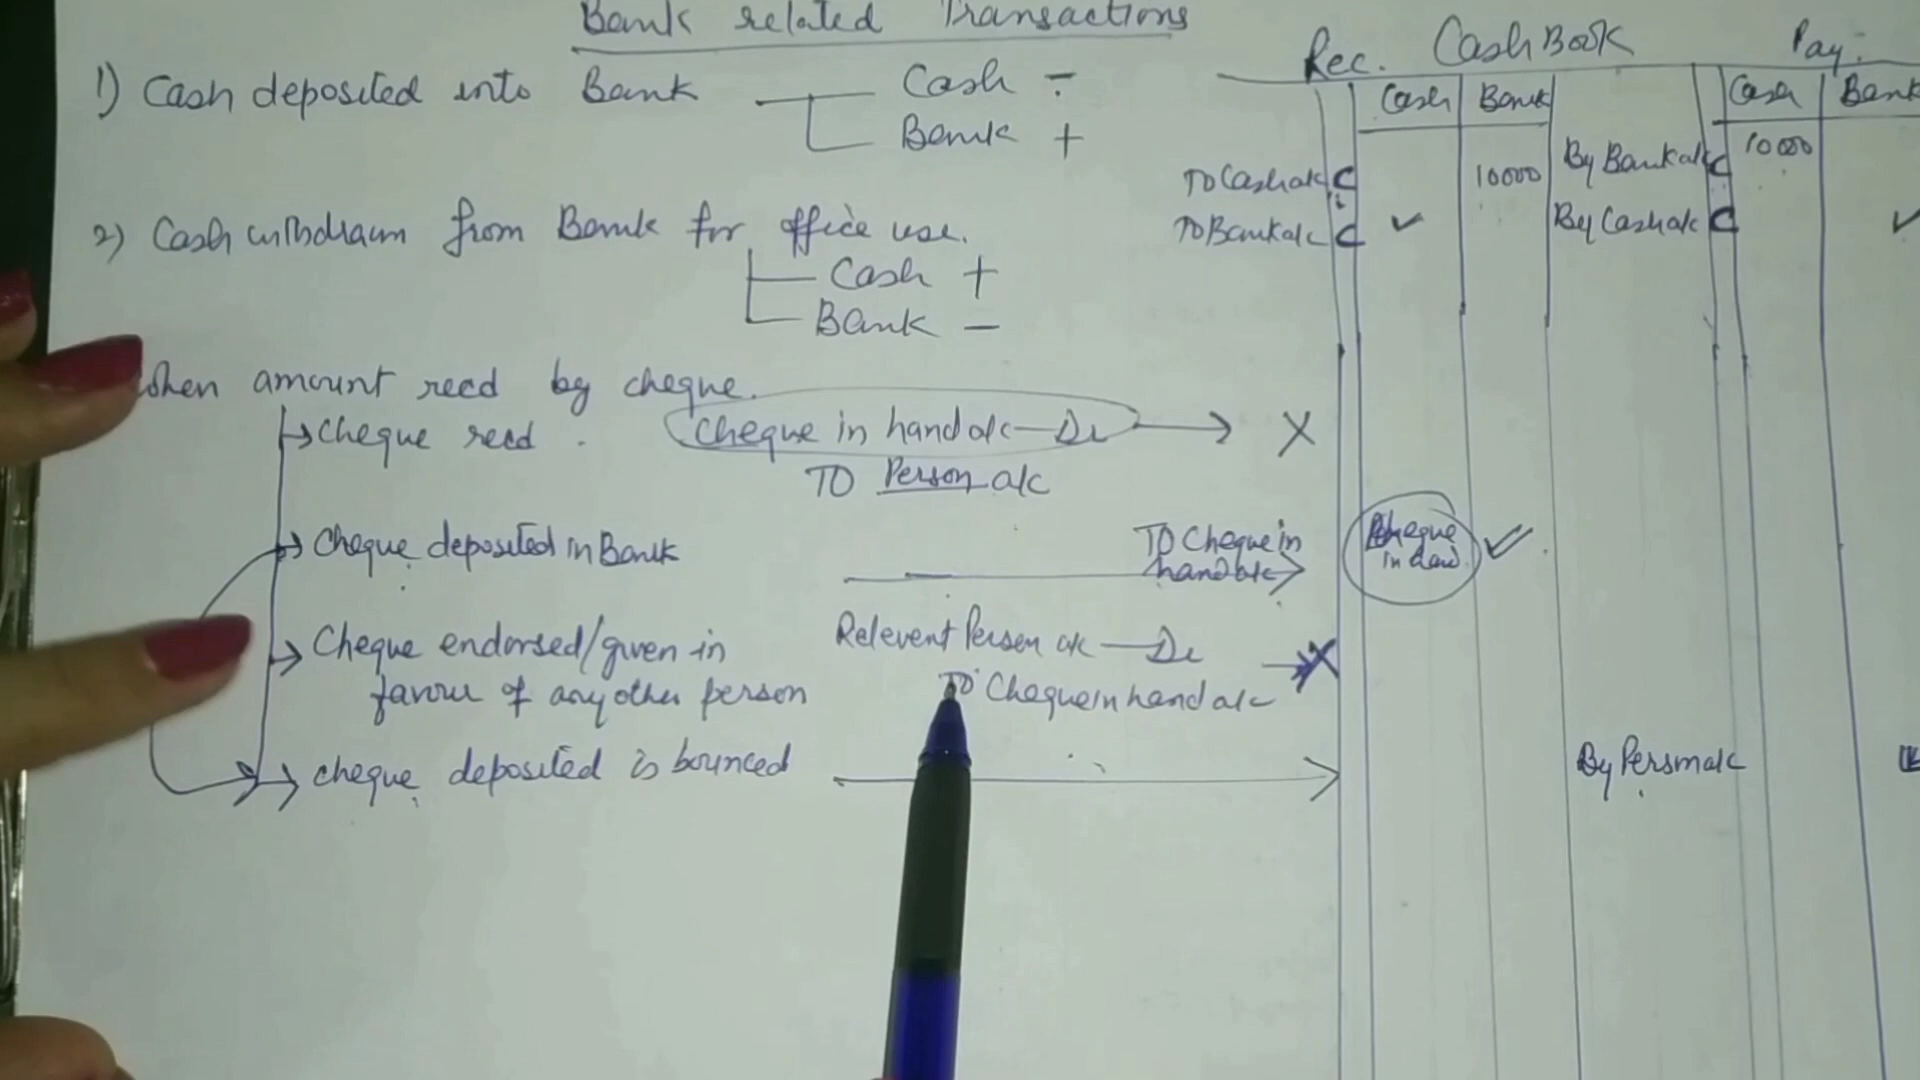 Bank related Transactions
1) Cash deposited into Bank
Cash -
Bank +
2) Cash withdrawn from Bank for office use.
Cash +
Bank -
when amount recd by cheque.
Cheque recd. Cheque in hand a/c — Dr X
TO Person a/c
Cheque deposited in Bank
TO Cheque in
hand a/c
Cheque endorsed/given in
favour of any other person
Relevent Person a/c — Dr X
TO Cheque in hand a/c
cheque deposited is bounced
Rec. Cash Book Pay.
Cash Bank Cash Bank
TO Cash a/c C 10000 By Bank a/c C 10000
TO Bank a/c C ✓ By Cash a/c C ✓
Cheque
in
✓
By Person a/c